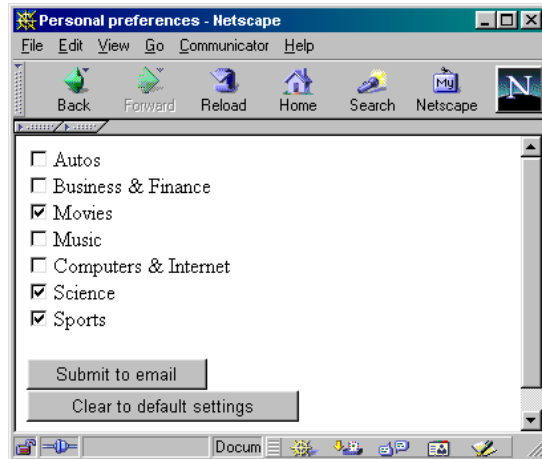 Personal preferences - Netscape
File Edit View Go Communicator Help
Back Forward Reload Home Search Netscape
My
N
Autos
Business & Finance
Movies
Music
Computers & Internet
Science
Sports
Submit to email
Clear to default settings
Docum